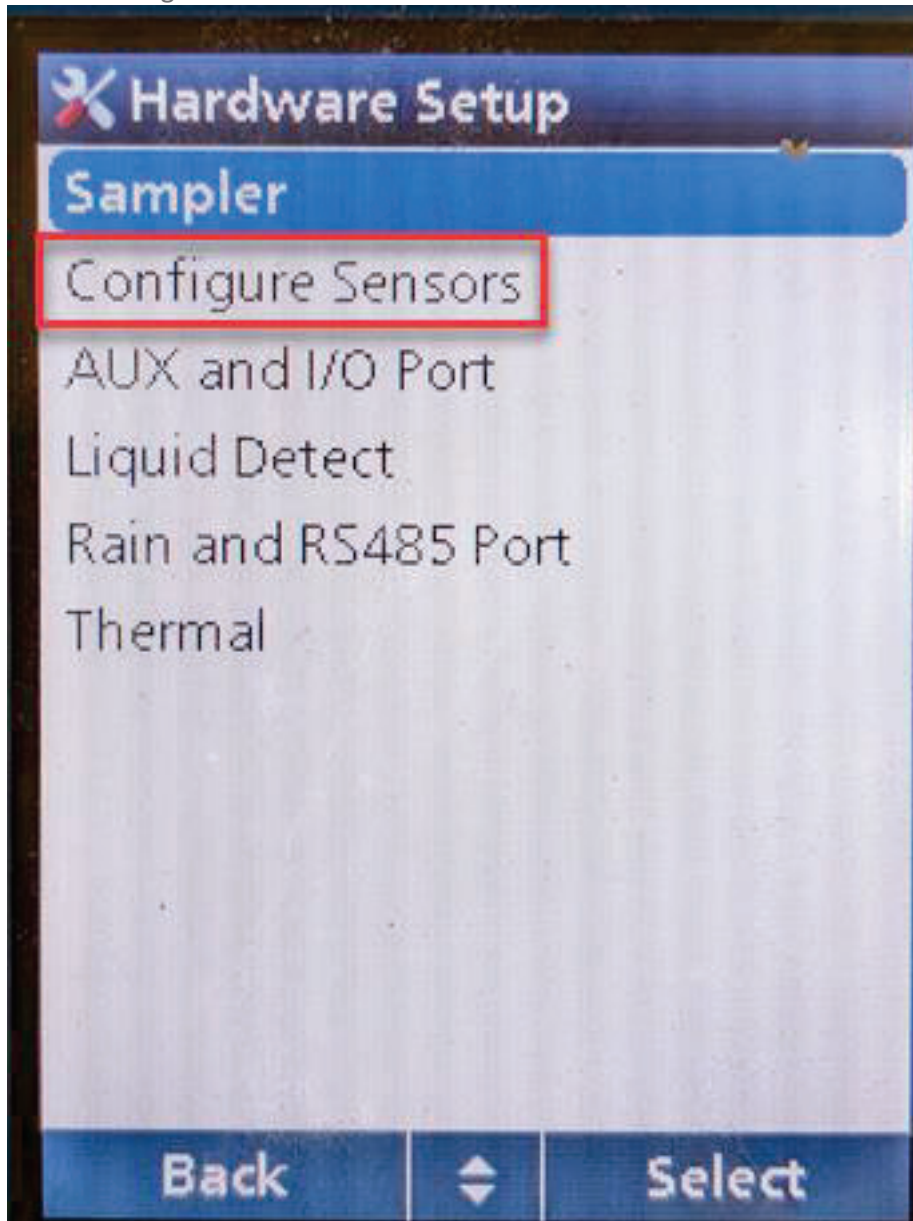 Hardware Setup
Sampler
Configure Sensors
AUX and I/O Port
Liquid Detect
Rain and RS485 Port
Thermal
Back Select